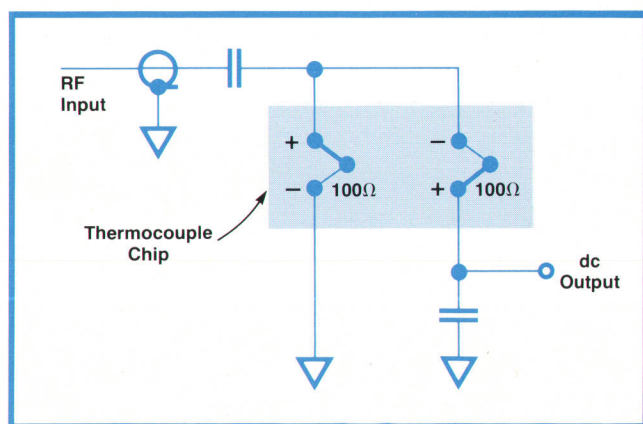 RF
Input
+
−
−
+
100Ω
100Ω
Thermocouple
Chip
dc
Output